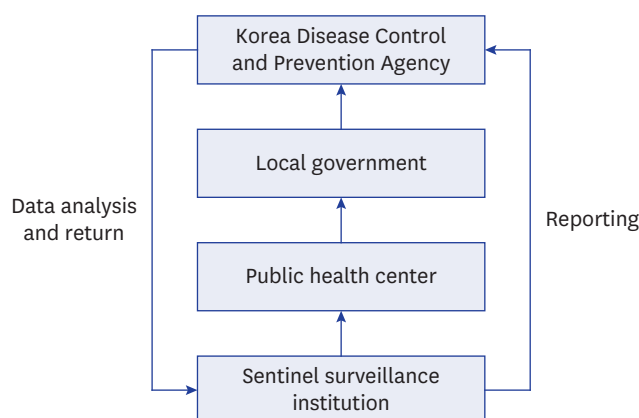 Korea Disease Control
and Prevention Agency
Local government
Data analysis
and return
Reporting
Public health center
Sentinel surveillance
institution